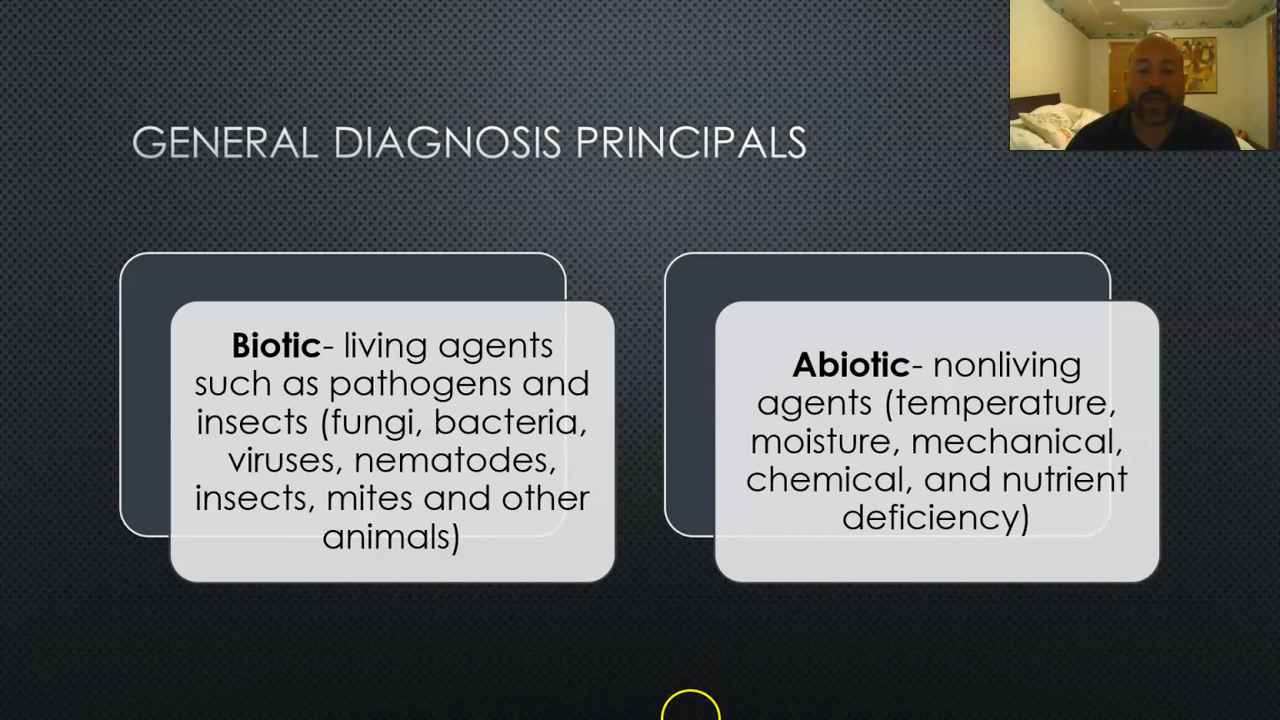 GENERAL DIAGNOSIS PRINCIPALS
Biotic- living agents
such as pathogens and
insects (fungi, bacteria,
viruses, nematodes,
insects, mites and other
animals)
Abiotic- nonliving
agents (temperature,
moisture, mechanical,
chemical, and nutrient
deficiency)